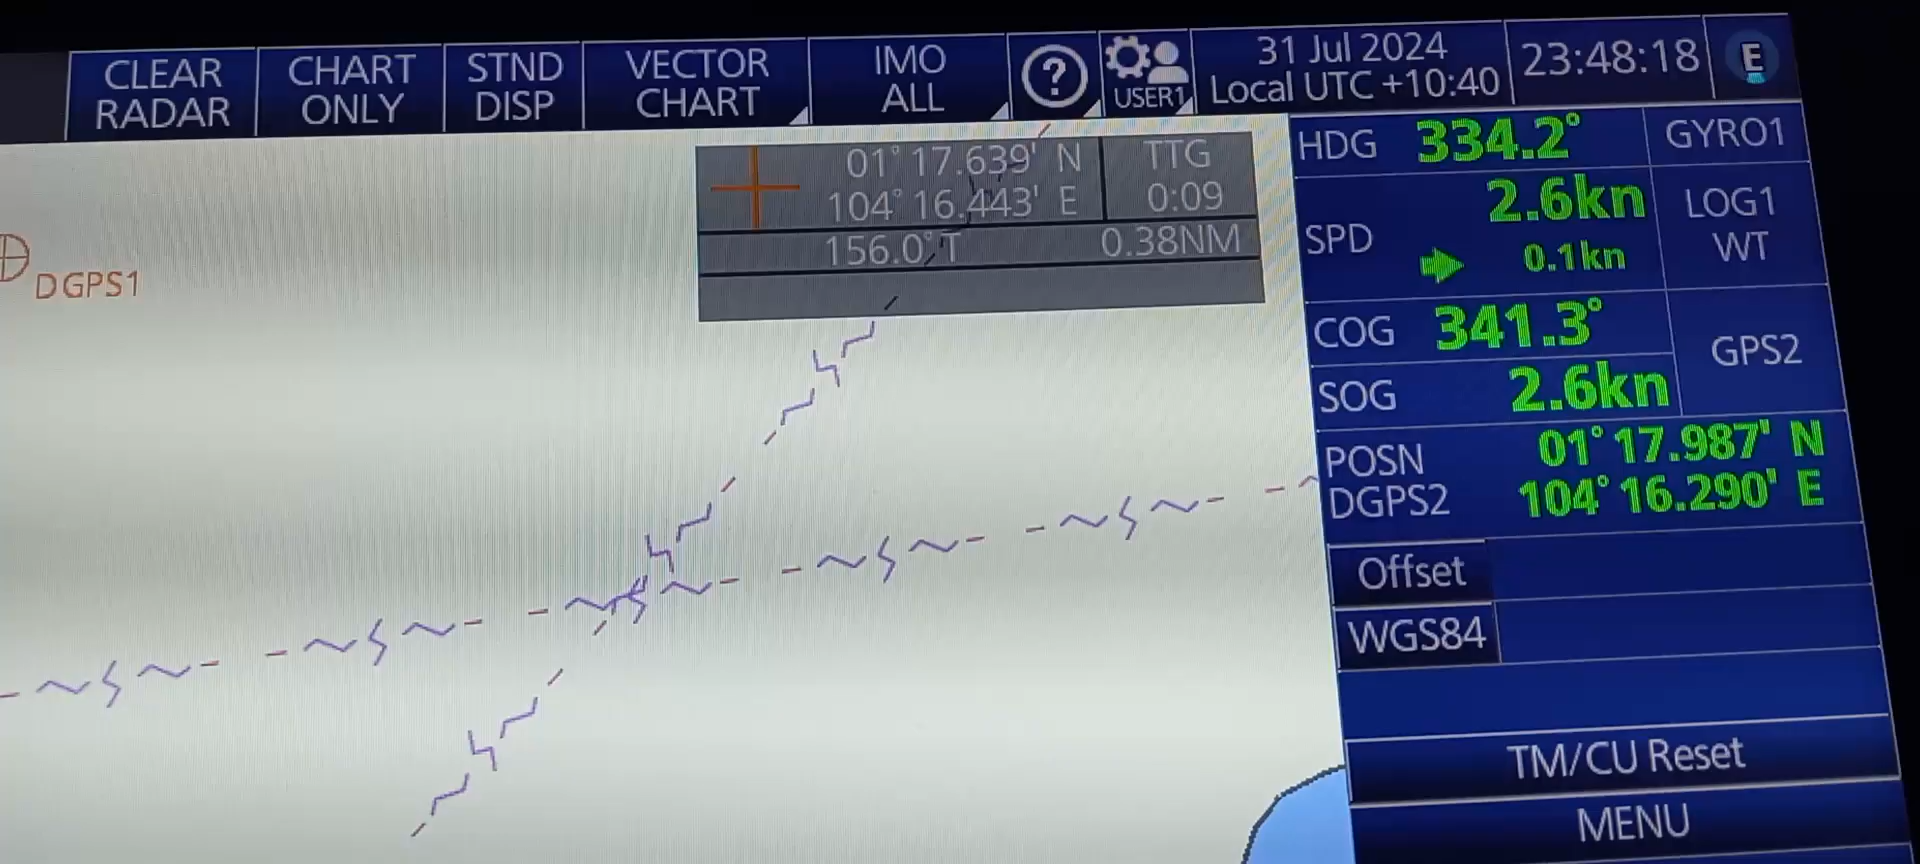 CLEAR RADAR
CHART ONLY
STND DISP
VECTOR CHART
IMO ALL
?
USER1
31 Jul 2024
Local UTC +10:40
23:48:18
E
01° 17.639' N
104° 16.443' E
TTG
0:09
156.0° T
0.38NM
DGPS1
HDG 334.2° GYRO1
SPD 2.6kn LOG1
0.1kn WT
COG 341.3° GPS2
SOG 2.6kn
POSN 01° 17.987' N
DGPS2 104° 16.290' E
Offset
WGS84
TM/CU Reset
MENU